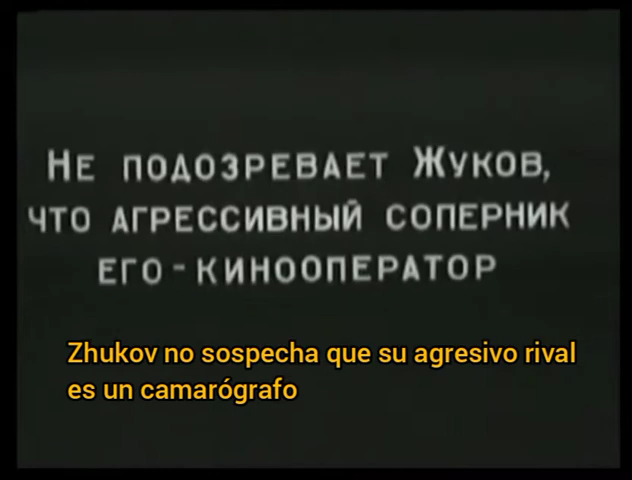 Не подозревает Жуков,
что агрессивный соперник
его - кинооператор
Zhukov no sospecha que su agresivo rival
es un camarógrafo